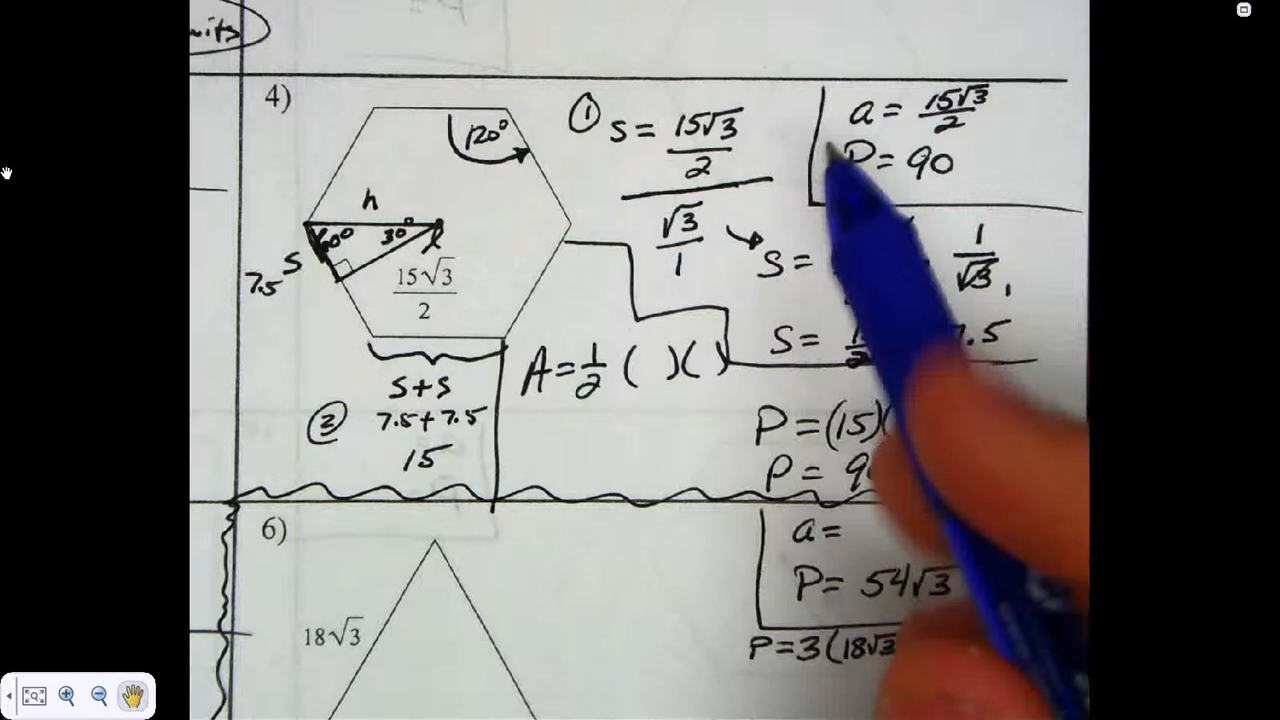 4)
120°
h
60° 30° l
s
7.5
15√3
2
① s = 15√3
2
√3
1
a = 15√3
2
P = 90
s =
1
√3
1
s =
.5
A = 1/2 ( )( )
s+s
② 7.5+7.5
15
P = (15)(
P = 9
6)
18√3
a =
P = 54√3
P = 3(18√3